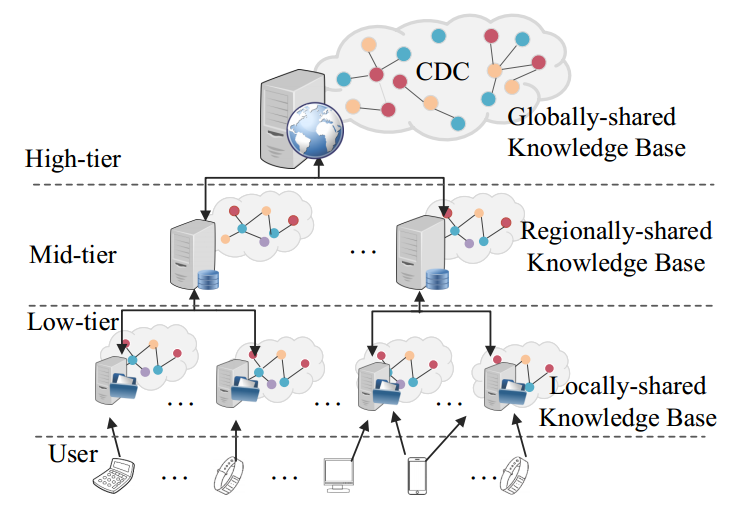 CDC
Globally-shared
Knowledge Base
High-tier
Regionally-shared
Knowledge Base
Mid-tier
...
Low-tier
Locally-shared
Knowledge Base
... ... ...
User
... ... ...